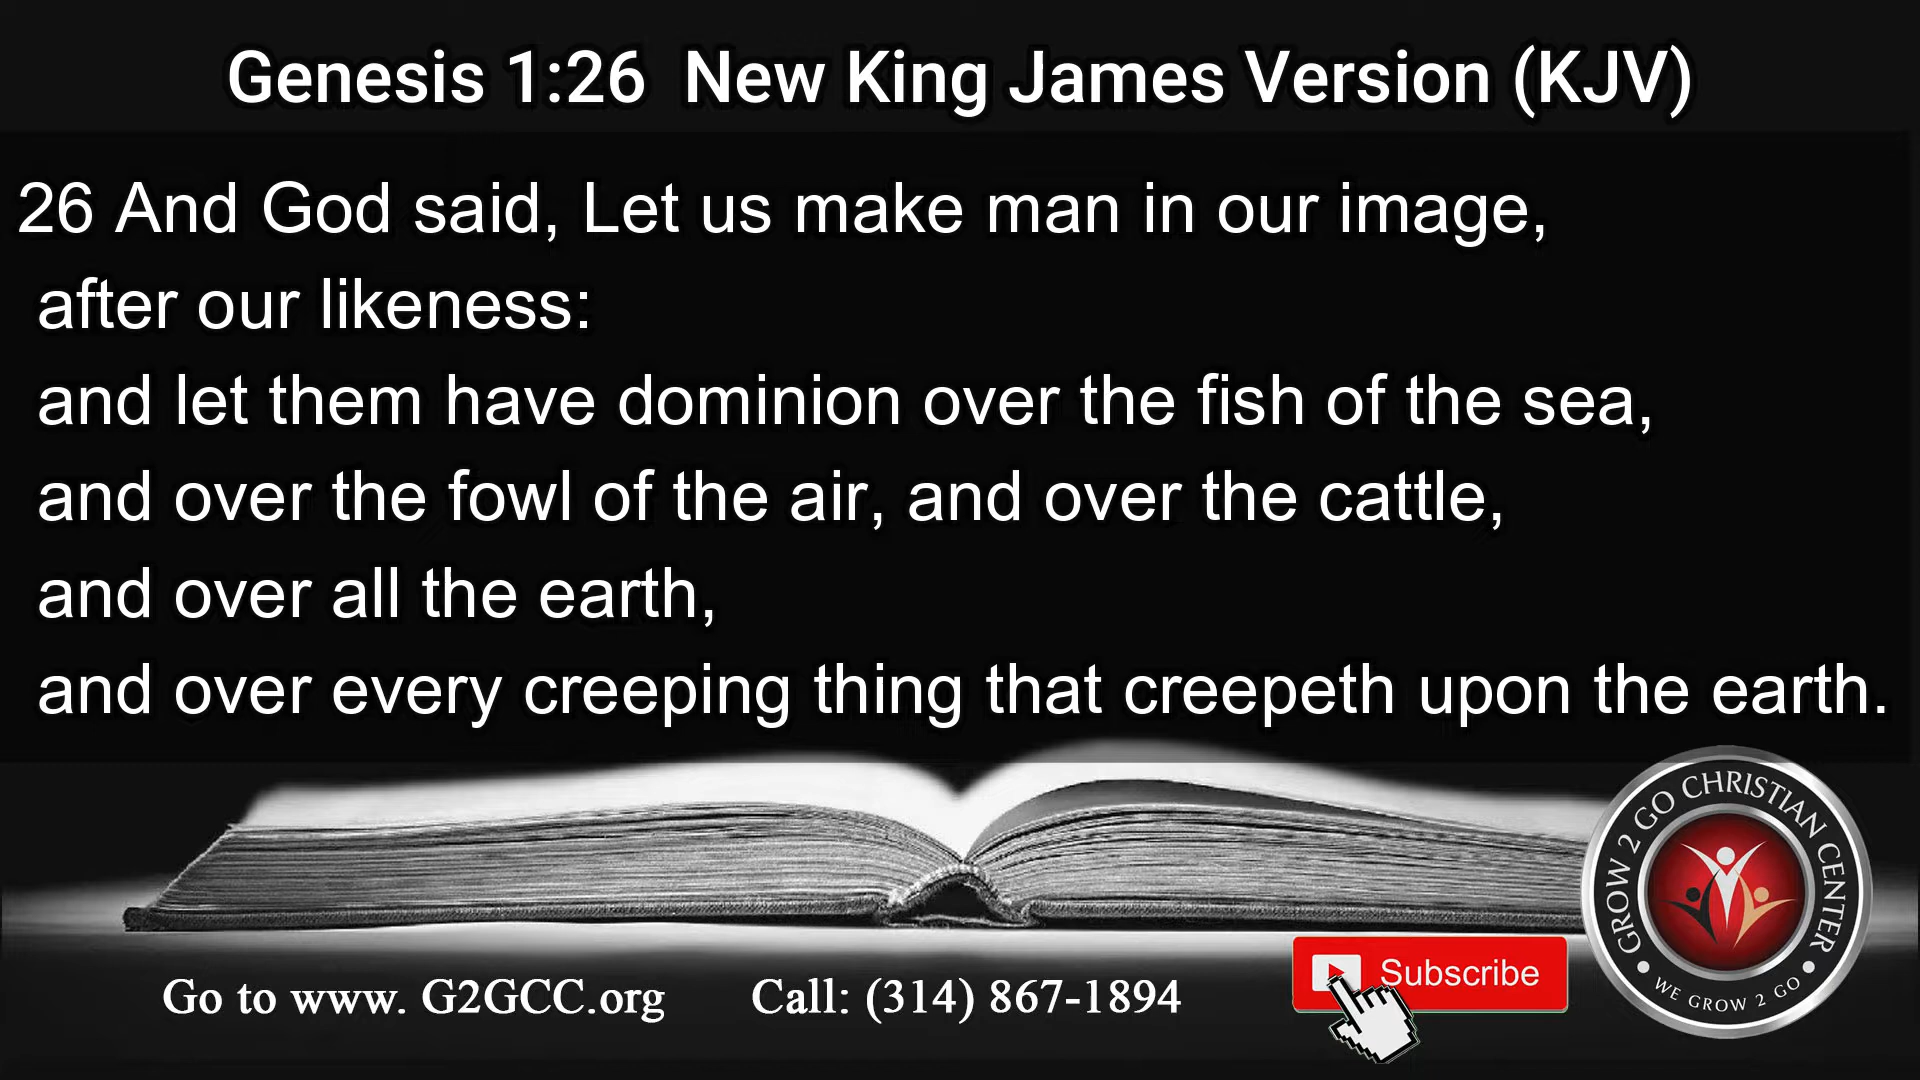 Genesis 1:26 New King James Version (KJV)
26 And God said, Let us make man in our image,
after our likeness:
and let them have dominion over the fish of the sea,
and over the fowl of the air, and over the cattle,
and over all the earth,
and over every creeping thing that creepeth upon the earth.
GROW 2 GO CHRISTIAN CENTER
• WE GROW 2 GO •
Subscribe
Go to www. G2GCC.org Call: (314) 867-1894